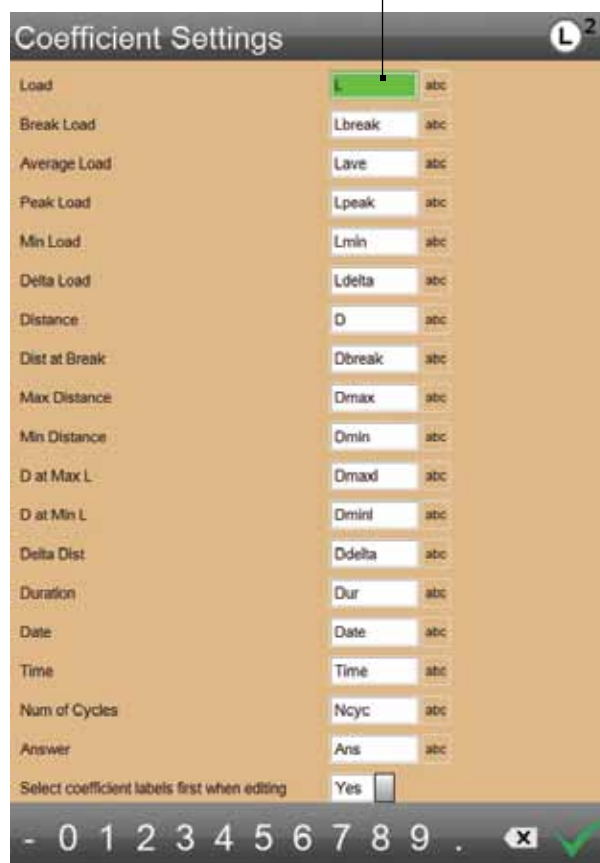 Coefficient Settings L2
Load L abc
Break Load Lbreak abc
Average Load Lave abc
Peak Load Lpeak abc
Min Load Lmin abc
Delta Load Ldelta abc
Distance D abc
Dist at Break Dbreak abc
Max Distance Dmax abc
Min Distance Dmin abc
D at Max L Dmaxl abc
D at Min L Dminl abc
Delta Dist Ddelta abc
Duration Dur abc
Date Date abc
Time Time abc
Num of Cycles Ncyc abc
Answer Ans abc
Select coefficient labels first when editing Yes
- 0 1 2 3 4 5 6 7 8 9 .